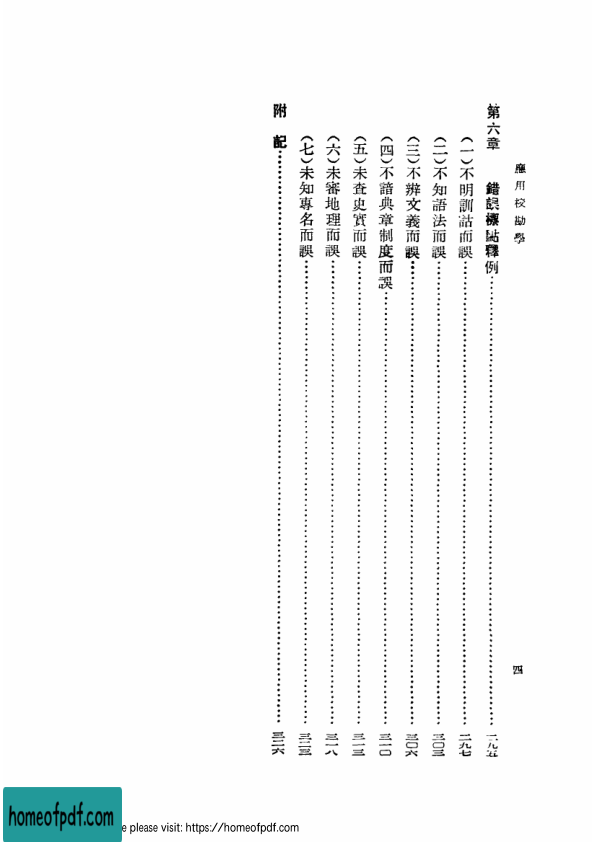 應用校勘學
四
第六章 錯誤標點釋例……二九五
(一)不明訓詁而誤……二九七
(二)不知語法而誤……三〇三
(三)不辨文義而誤……三〇六
(四)不諳典章制度而誤……三一〇
(五)未查史實而誤……三一三
(六)未審地理而誤……三一八
(七)未知專名而誤……三二三
附 記……三二六
homeofpdf.com
e please visit: https://homeofpdf.com